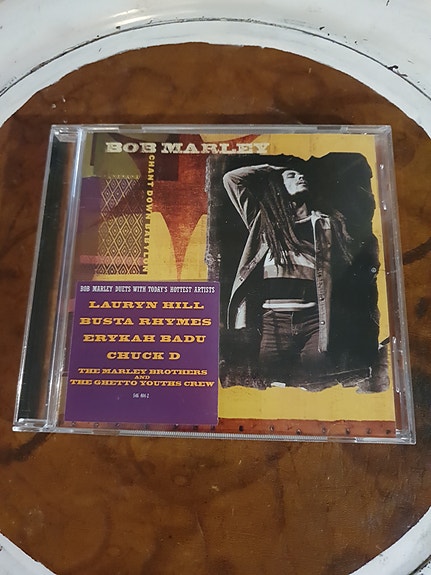 BOB MARLEY
CHANT DOWN BABYLON
BOB MARLEY DUETS WITH TODAY'S HOTTEST ARTISTS
LAURYN HILL
BUSTA RHYMES
ERYKAH BADU
CHUCK D
THE MARLEY BROTHERS
AND
THE GHETTO YOUTHS CREW